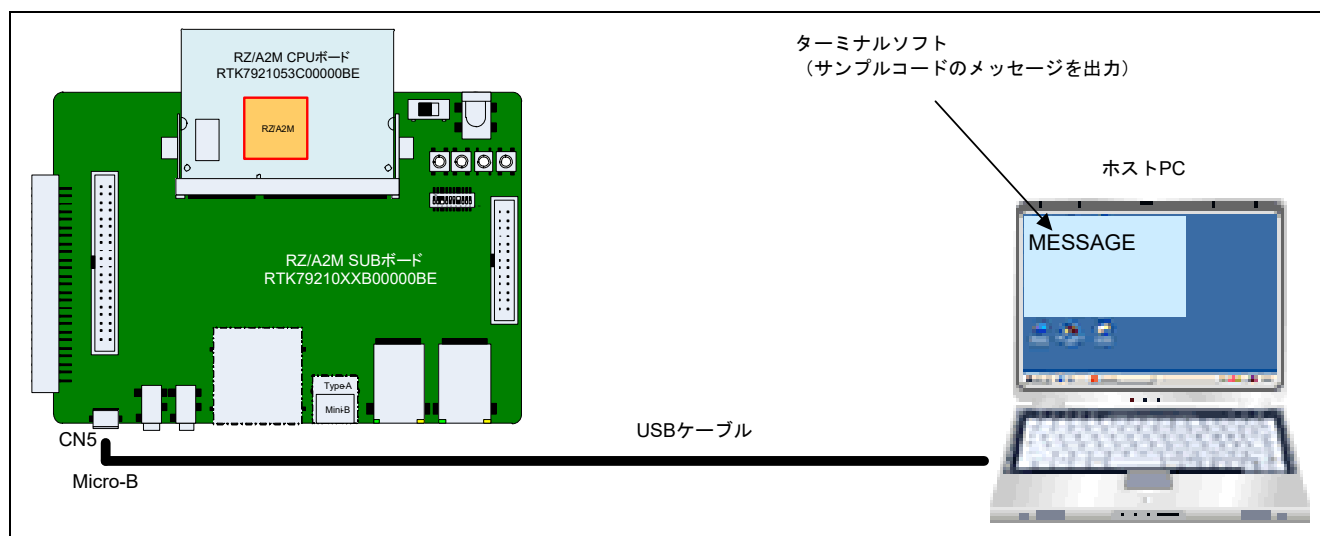 RZ/A2M CPUボード
RTK7921053C00000BE
RZ/A2M
RZ/A2M SUBボード
RTK79210XXB00000BE
Type-A
Mini-B
CN5
Micro-B
USBケーブル
ターミナルソフト
(サンプルコードのメッセージを出力)
ホストPC
MESSAGE